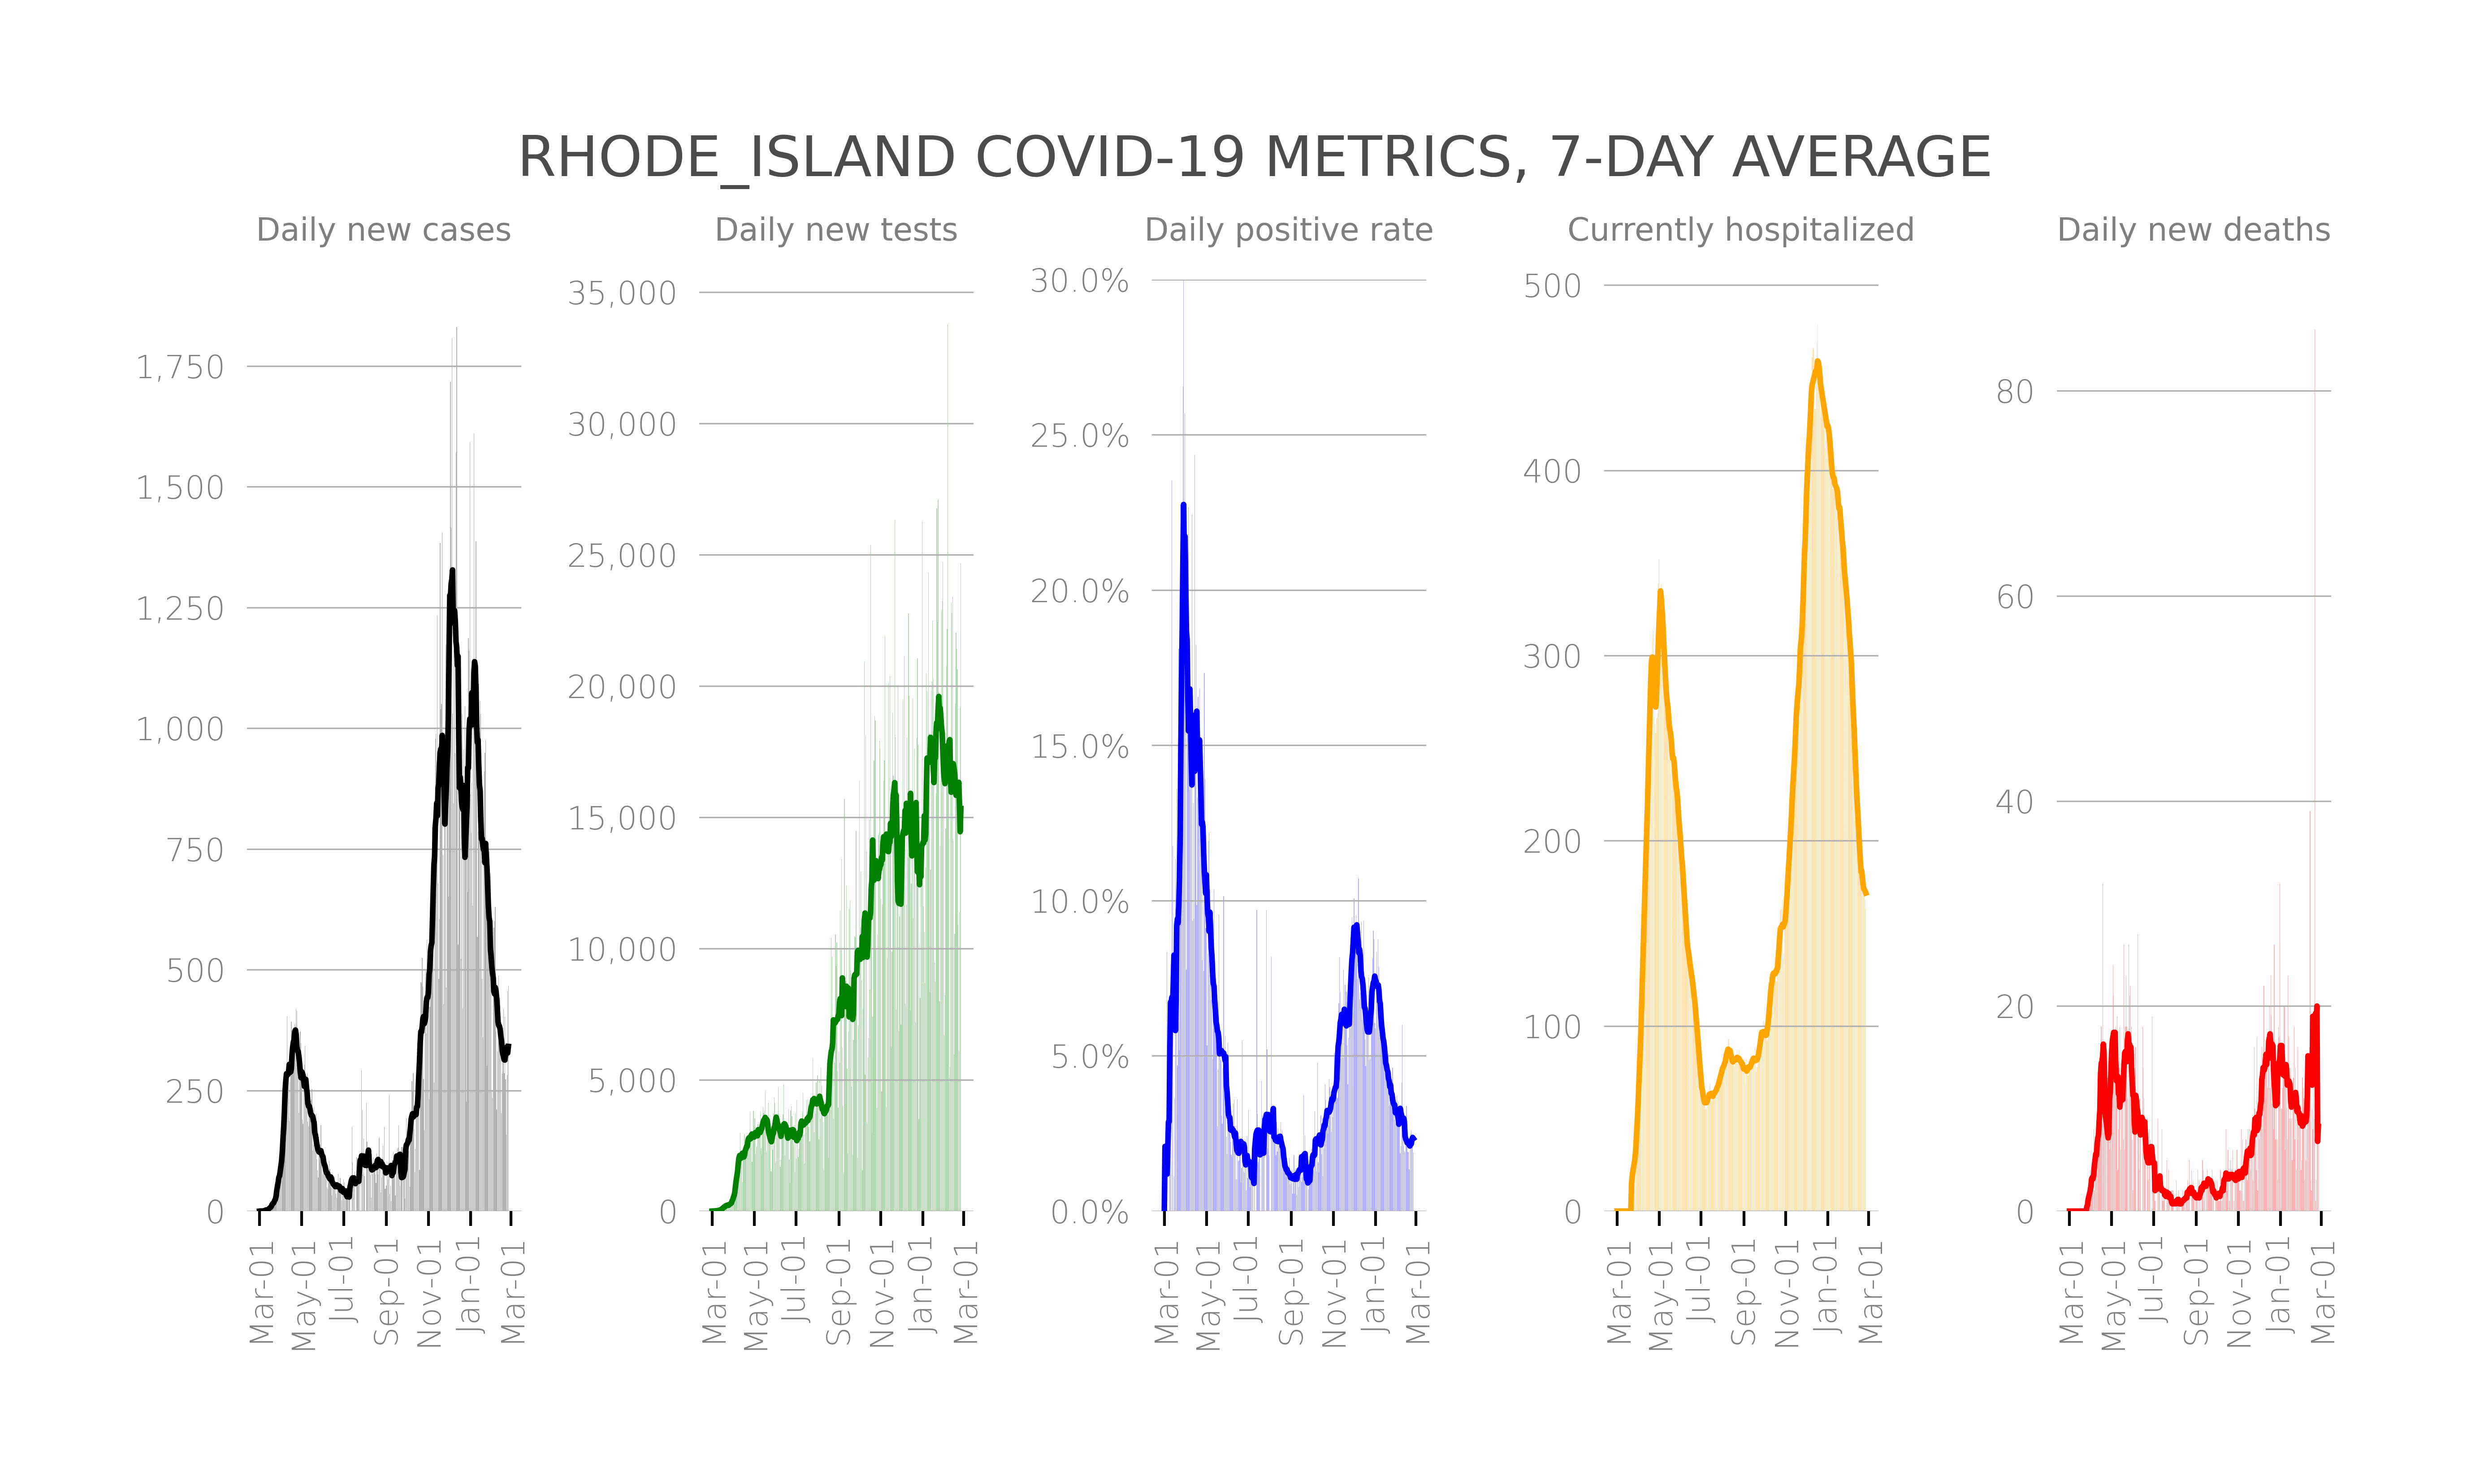 RHODE_ISLAND COVID-19 METRICS, 7-DAY AVERAGE
Daily new cases
1,750
1,500
1,250
1,000
750
500
250
0
Mar-01
May-01
Jul-01
Sep-01
Nov-01
Jan-01
Mar-01
Daily new tests
35,000
30,000
25,000
20,000
15,000
10,000
5,000
0
Mar-01
May-01
Jul-01
Sep-01
Nov-01
Jan-01
Mar-01
Daily positive rate
30.0%
25.0%
20.0%
15.0%
10.0%
5.0%
0.0%
Mar-01
May-01
Jul-01
Sep-01
Nov-01
Jan-01
Mar-01
Currently hospitalized
500
400
300
200
100
0
Mar-01
May-01
Jul-01
Sep-01
Nov-01
Jan-01
Mar-01
Daily new deaths
80
60
40
20
0
Mar-01
May-01
Jul-01
Sep-01
Nov-01
Jan-01
Mar-01